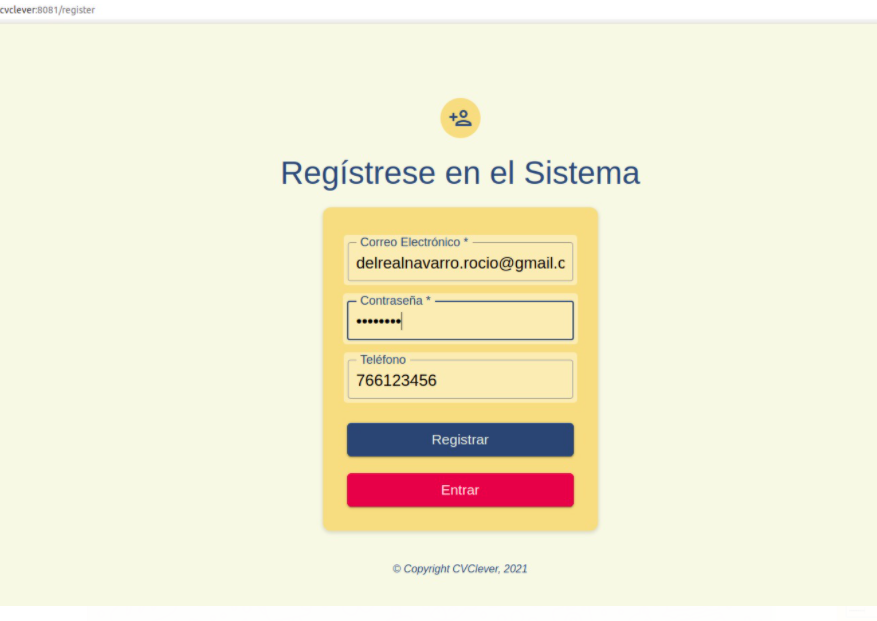 cvclever:8081/register
Regístrese en el Sistema
Correo Electrónico *
delrealnavarro.rocio@gmail.c
Contraseña *
••••••••
Teléfono
766123456
Registrar
Entrar
© Copyright CVClever, 2021